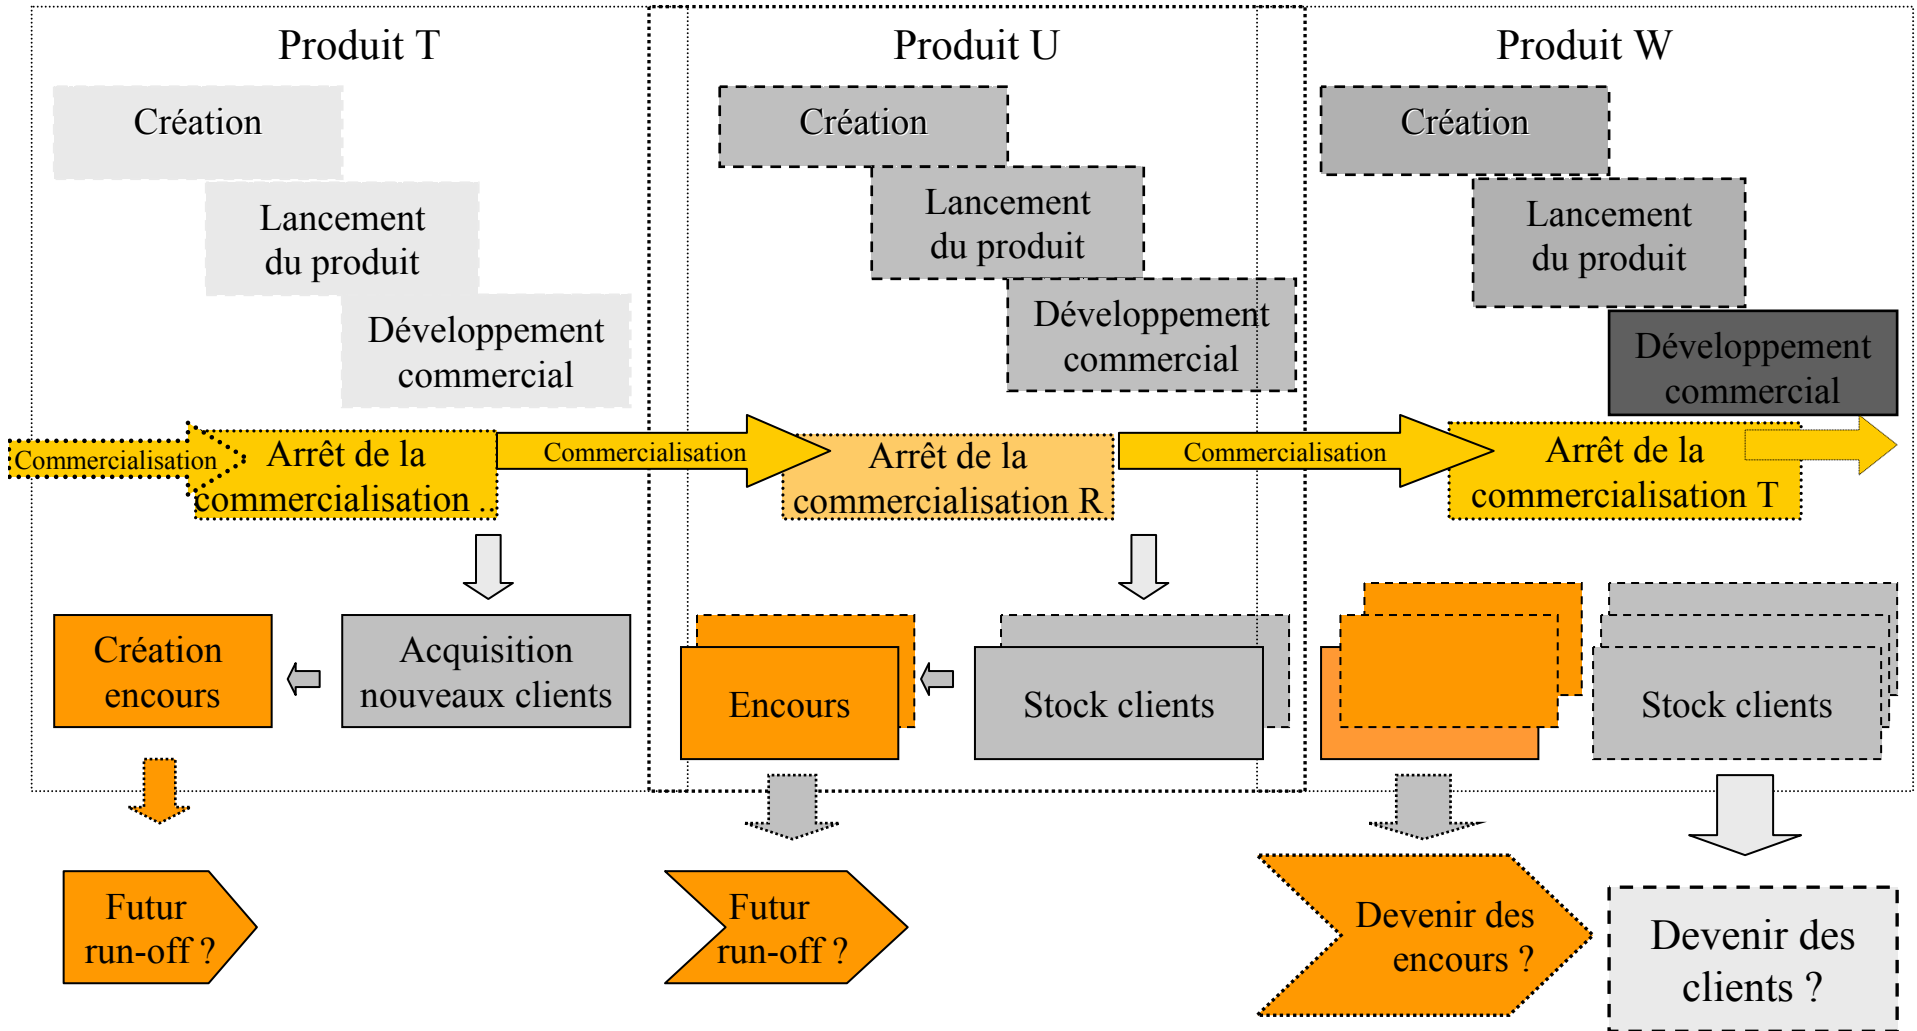 Produit T
Produit U
Produit W
Création
Création
Création
Lancement
du produit
Lancement
du produit
Lancement
du produit
Développement
commercial
Développement
commercial
Développement
commercial
Commercialisation
Arrêt de la
commercialisation ..
Commercialisation
Arrêt de la
commercialisation R
Commercialisation
Arrêt de la
commercialisation T
Création
encours
Acquisition
nouveaux clients
Encours
Stock clients
Stock clients
Futur
run-off ?
Futur
run-off ?
Devenir des
encours ?
Devenir des
clients ?